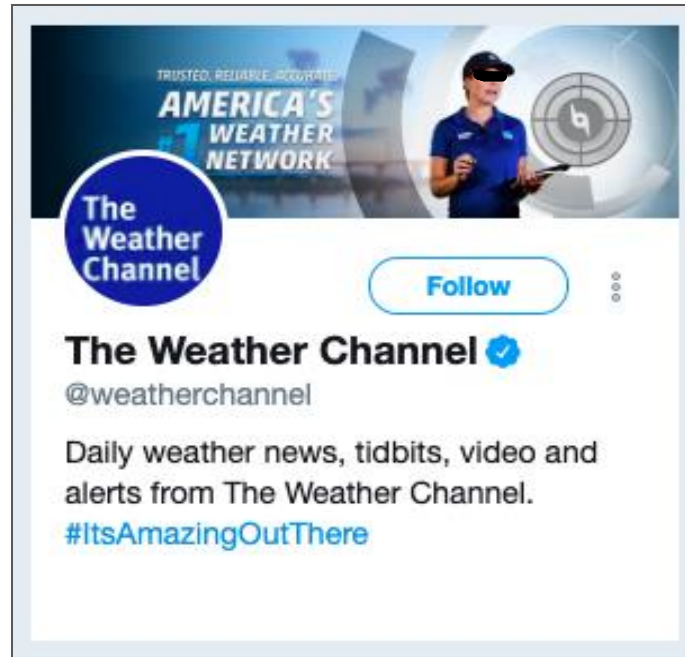 TRUSTED. RELIABLE. ACCURATE.
AMERICA'S
#1 WEATHER
NETWORK
The
Weather
Channel
Follow
The Weather Channel
@weatherchannel
Daily weather news, tidbits, video and
alerts from The Weather Channel.
#ItsAmazingOutThere